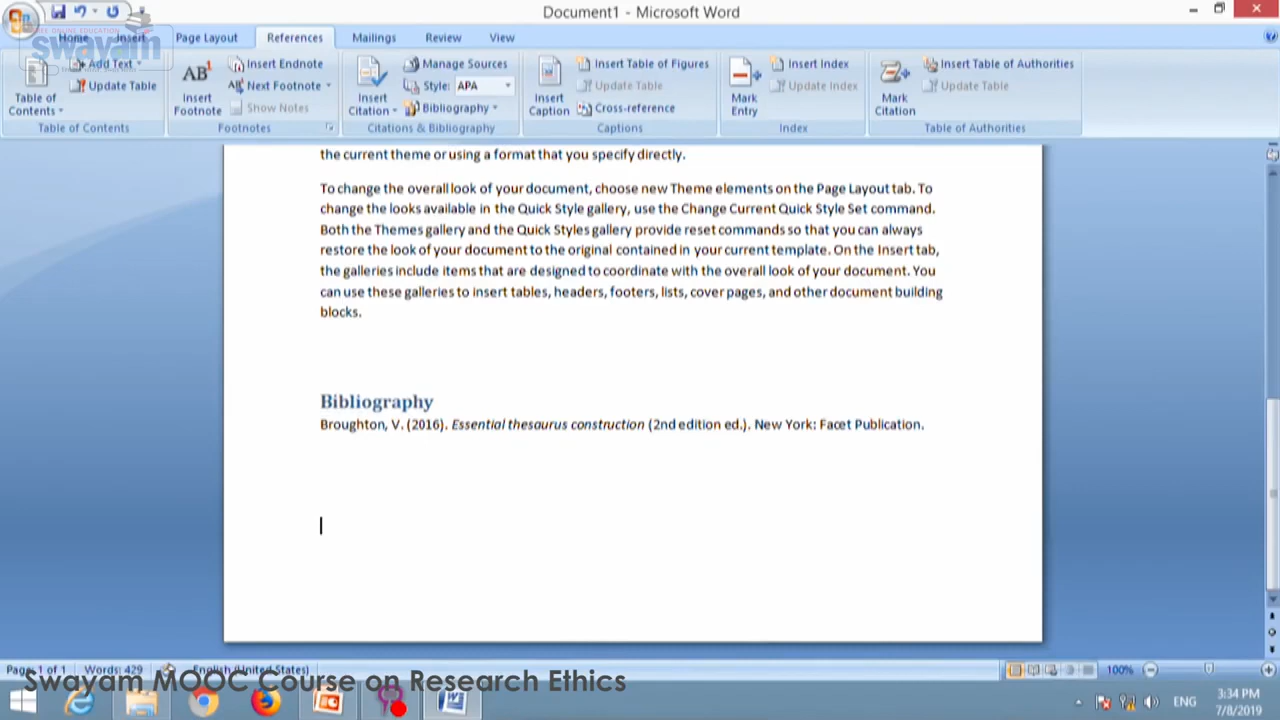 Document1 - Microsoft Word
FREE ONLINE EDUCATION
swayam
Home Insert Page Layout References Mailings Review View
Add Text Insert Endnote Manage Sources Insert Table of Figures Insert Index Insert Table of Authorities
Update Table AB1 Next Footnote Style: APA Update Table Update Index Update Table
Table of Contents Insert Footnote Show Notes Insert Citation Bibliography Insert Caption Cross-reference Mark Entry Mark Citation
Table of Contents Footnotes Citations & Bibliography Captions Index Table of Authorities
the current theme or using a format that you specify directly.
To change the overall look of your document, choose new Theme elements on the Page Layout tab. To
change the looks available in the Quick Style gallery, use the Change Current Quick Style Set command.
Both the Themes gallery and the Quick Styles gallery provide reset commands so that you can always
restore the look of your document to the original contained in your current template. On the Insert tab,
the galleries include items that are designed to coordinate with the overall look of your document. You
can use these galleries to insert tables, headers, footers, lists, cover pages, and other document building
blocks.
Bibliography
Broughton, V. (2016). Essential thesaurus construction (2nd edition ed.). New York: Facet Publication.
Page: 1 of 1 Words: 429 English (United States) 100%
Swayam MOOC Course on Research Ethics
ENG 3:34 PM
7/8/2019